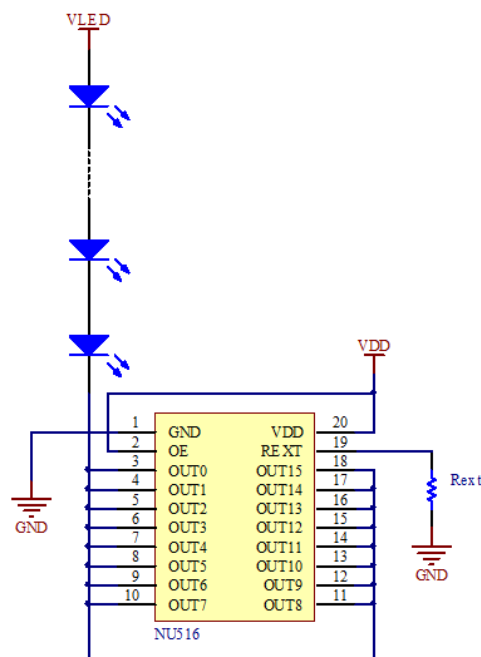 VLED
VDD
1 GND VDD 20
2 OE REXT 19
3 OUT0 OUT15 18
4 OUT1 OUT14 17
5 OUT2 OUT13 16
6 OUT3 OUT12 15
7 OUT4 OUT11 14
8 OUT5 OUT10 13
9 OUT6 OUT9 12
10 OUT7 OUT8 11
Rext
GND
GND
NU516